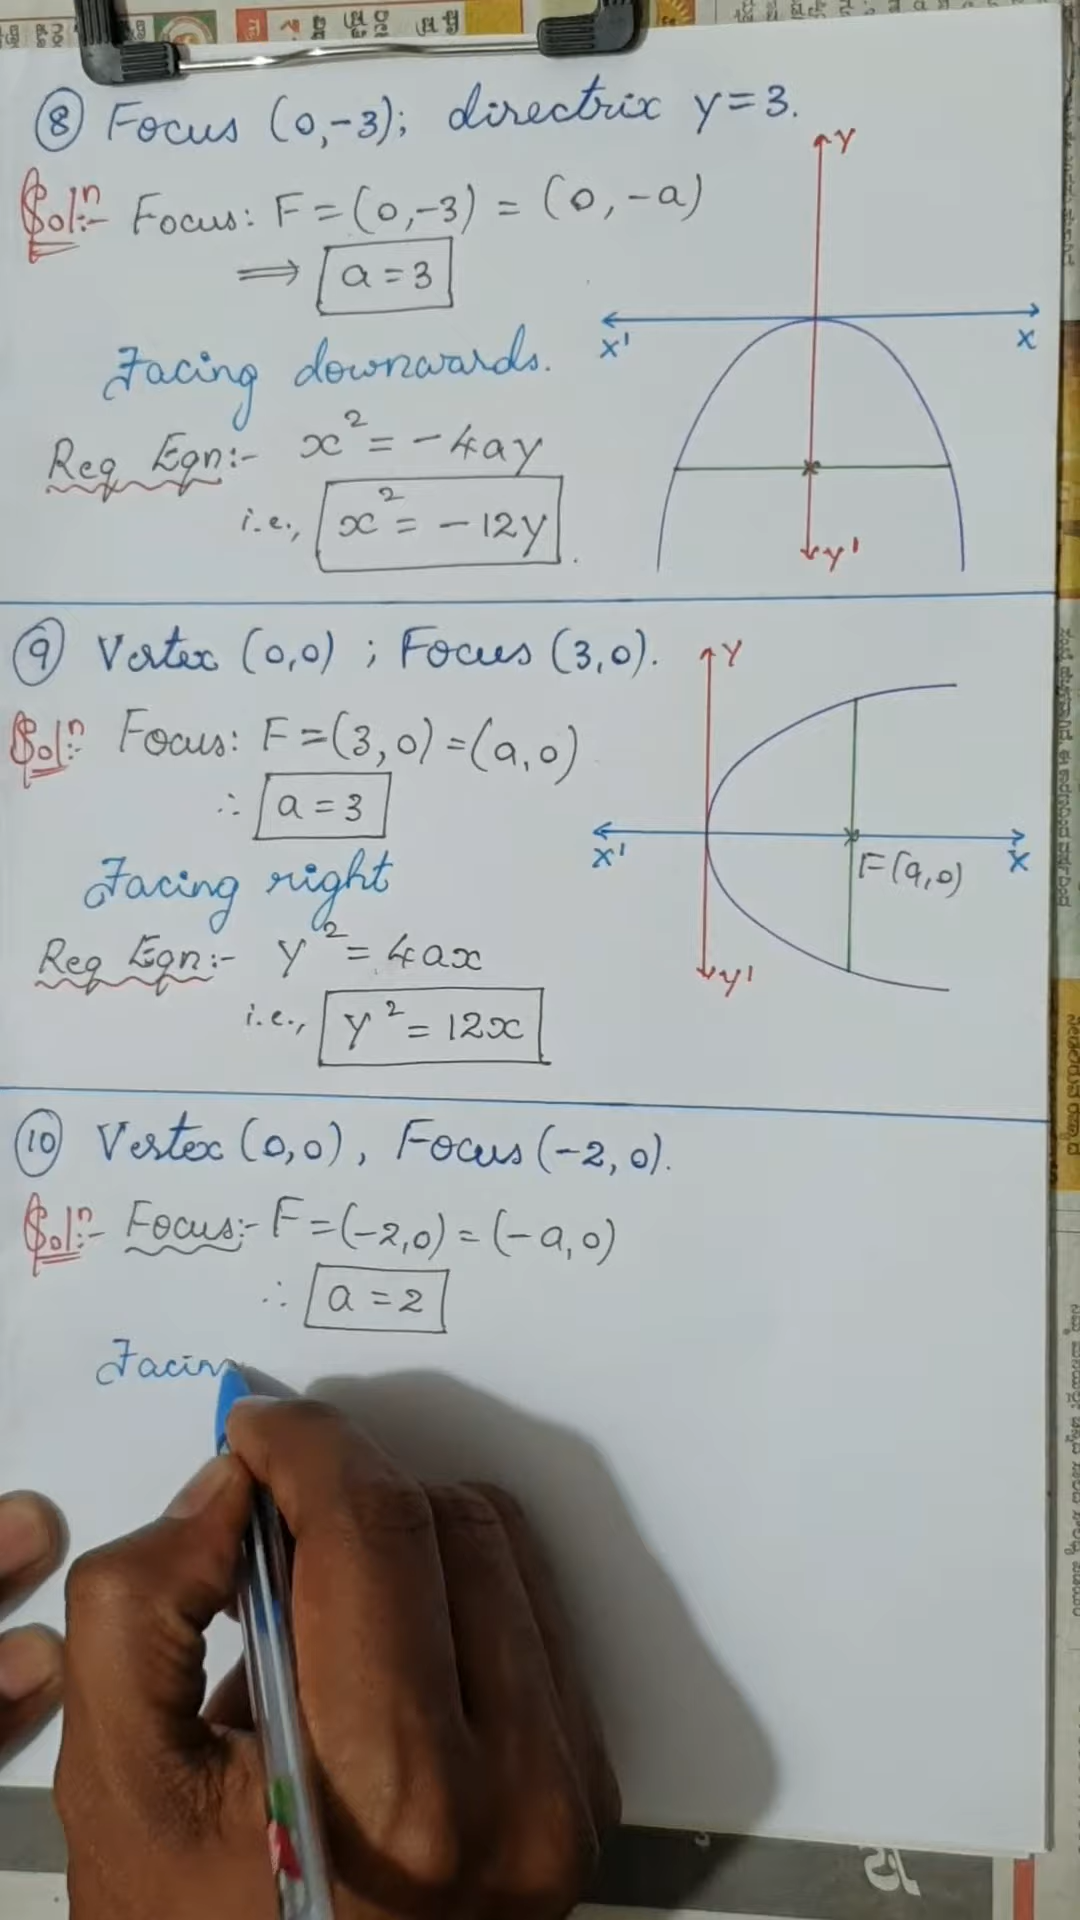 ⑧ Focus (0,-3); directrix y=3.
Solⁿ:- Focus: F=(0,-3) = (0,-a)
⟹ a = 3
Facing downwards.
Req Eqn:- x² = -4ay
i.e., x² = -12y.
Y
X' X
Y'
⑨ Vertex (0,0) ; Focus (3,0).
Solⁿ:- Focus: F=(3,0)=(a,0)
∴ a = 3
Facing right
Req Eqn:- y² = 4ax
i.e., y² = 12x
Y
X' X
F(a,0)
Y'
⑩ Vertex (0,0), Focus (-2,0).
Solⁿ:- Focus:- F=(-2,0) = (-a,0)
∴ a = 2
Facin